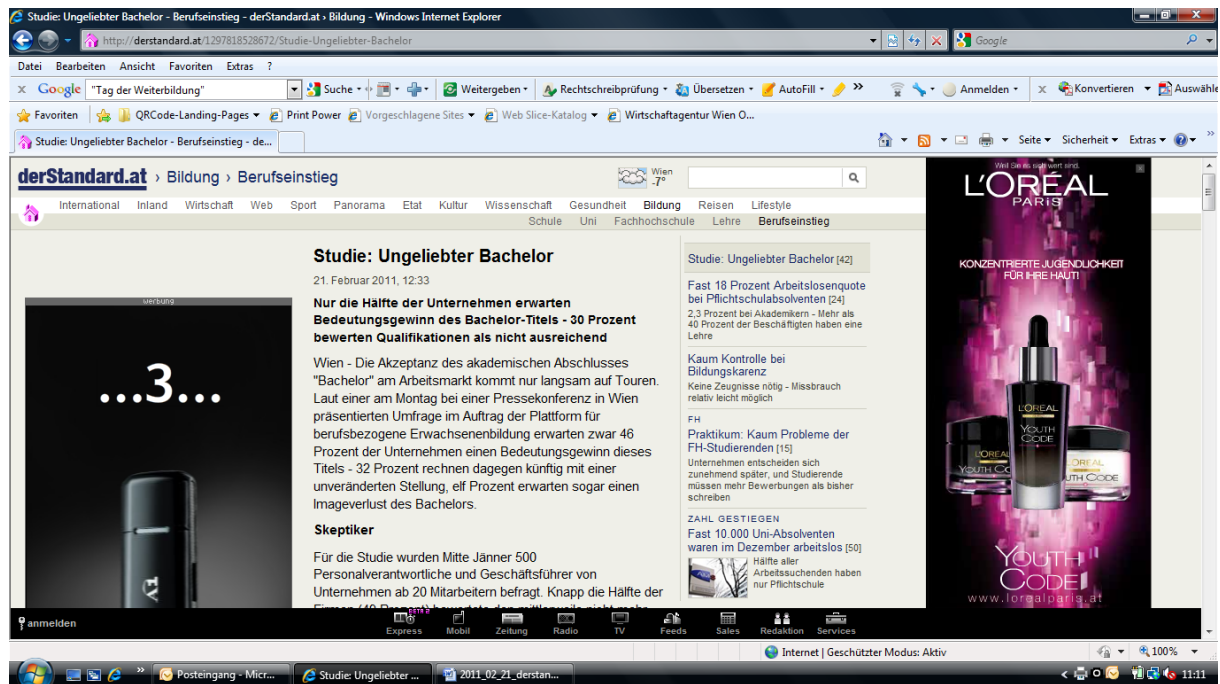 Studie: Ungeliebter Bachelor - Berufseinstieg - derStandard.at › Bildung - Windows Internet Explorer
http://derstandard.at/1297818528672/Studie-Ungeliebter-Bachelor
Google
Datei Bearbeiten Ansicht Favoriten Extras ?
x Google "Tag der Weiterbildung" Suche Weitergeben Rechtschreibprüfung Übersetzen AutoFill » Anmelden x Konvertieren Auswähle
Favoriten QRCode-Landing-Pages Print Power Vorgeschlagene Sites Web Slice-Katalog Wirtschaftagentur Wien O...
Studie: Ungeliebter Bachelor - Berufseinstieg - de... Seite Sicherheit Extras »
derStandard.at › Bildung › Berufseinstieg
Wien
-7°
International Inland Wirtschaft Web Sport Panorama Etat Kultur Wissenschaft Gesundheit Bildung Reisen Lifestyle
Schule Uni Fachhochschule Lehre Berufseinstieg
werbung
...3...
Studie: Ungeliebter Bachelor
21. Februar 2011, 12:33
Nur die Hälfte der Unternehmen erwarten
Bedeutungsgewinn des Bachelor-Titels - 30 Prozent
bewerten Qualifikationen als nicht ausreichend
Wien - Die Akzeptanz des akademischen Abschlusses
"Bachelor" am Arbeitsmarkt kommt nur langsam auf Touren.
Laut einer am Montag bei einer Pressekonferenz in Wien
präsentierten Umfrage im Auftrag der Plattform für
berufsbezogene Erwachsenenbildung erwarten zwar 46
Prozent der Unternehmen einen Bedeutungsgewinn dieses
Titels - 32 Prozent rechnen dagegen künftig mit einer
unveränderten Stellung, elf Prozent erwarten sogar einen
Imageverlust des Bachelors.
Skeptiker
Für die Studie wurden Mitte Jänner 500
Personalverantwortliche und Geschäftsführer von
Unternehmen ab 20 Mitarbeitern befragt. Knapp die Hälfte der
Studie: Ungeliebter Bachelor [42]
Fast 18 Prozent Arbeitslosenquote
bei Pflichtschulabsolventen [24]
2,3 Prozent bei Akademikern - Mehr als
40 Prozent der Beschäftigten haben eine
Lehre
Kaum Kontrolle bei
Bildungskarenz
Keine Zeugnisse nötig - Missbrauch
relativ leicht möglich
FH
Praktikum: Kaum Probleme der
FH-Studierenden [15]
Unternehmen entscheiden sich
zunehmend später, und Studierende
müssen mehr Bewerbungen als bisher
schreiben
ZAHL GESTIEGEN
Fast 10.000 Uni-Absolventen
waren im Dezember arbeitslos [50]
Hälfte aller
Arbeitssuchenden haben
nur Pflichtschule
Weil Sie es sich wert sind.
L'ORÉAL
PARIS
KONZENTRIERTE JUGENDLICHKEIT
FÜR IHRE HAUT!
L'ORÉAL
YOUTH
CODE
YOUTH
CODE
www.lorealparis.at
anmelden
BETA 2
Express Mobil Zeitung Radio TV Feeds Sales Redaktion Services
Internet | Geschützter Modus: Aktiv 100%
» Posteingang - Micr... Studie: Ungeliebter ... 2011_02_21_derstan... 11:11